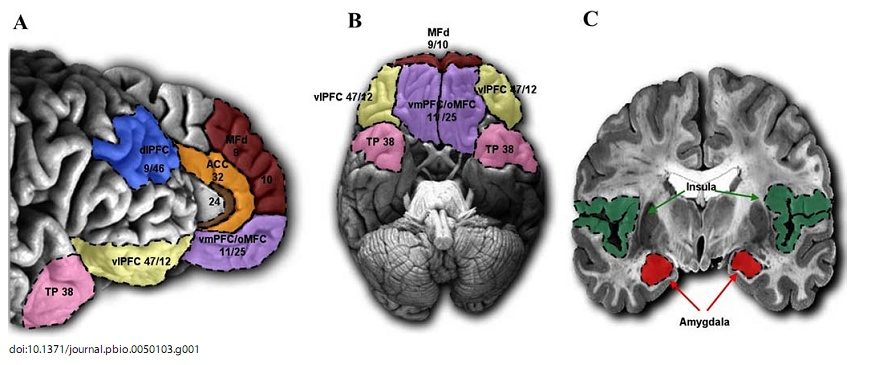 A
dlPFC
9/46
MFd
9
ACC
32
10
24
vmPFC/oMFC
11/25
vlPFC 47/12
TP 38
B
MFd
9/10
vlPFC 47/12
vlPFC 47/12
vmPFC/oMFC
11/25
TP 38
TP 38
C
Insula
Amygdala
doi:10.1371/journal.pbio.0050103.g001